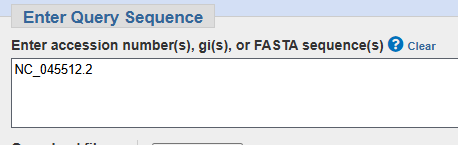 Enter Query Sequence
Enter accession number(s), gi(s), or FASTA sequence(s) ? Clear
NC_045512.2